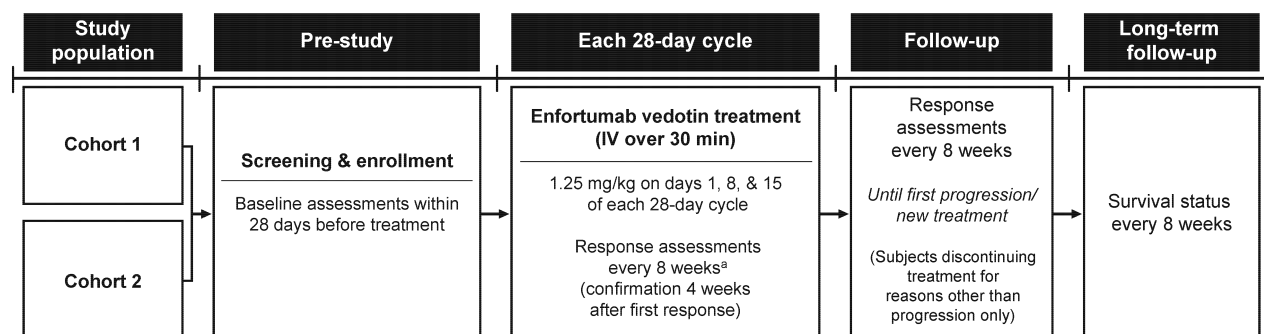 Study
population
Pre-study
Each 28-day cycle
Follow-up
Long-term
follow-up
Cohort 1
Cohort 2
Screening & enrollment
Baseline assessments within
28 days before treatment
Enfortumab vedotin treatment
(IV over 30 min)
1.25 mg/kg on days 1, 8, & 15
of each 28-day cycle
Response assessments
every 8 weeksᵃ
(confirmation 4 weeks
after first response)
Response
assessments
every 8 weeks
Until first progression/
new treatment
(Subjects discontinuing
treatment for
reasons other than
progression only)
Survival status
every 8 weeks